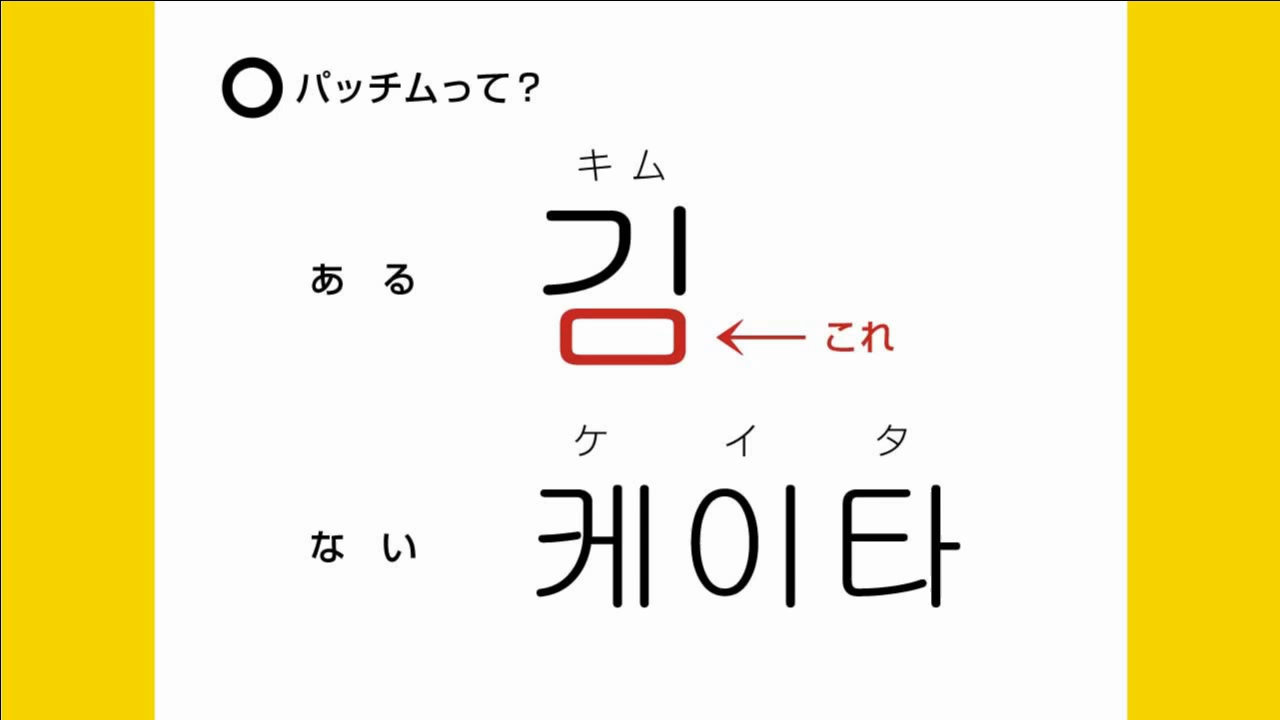 パッチムって？
キム
ある 김 ←これ
ケイタ
ない 케이타